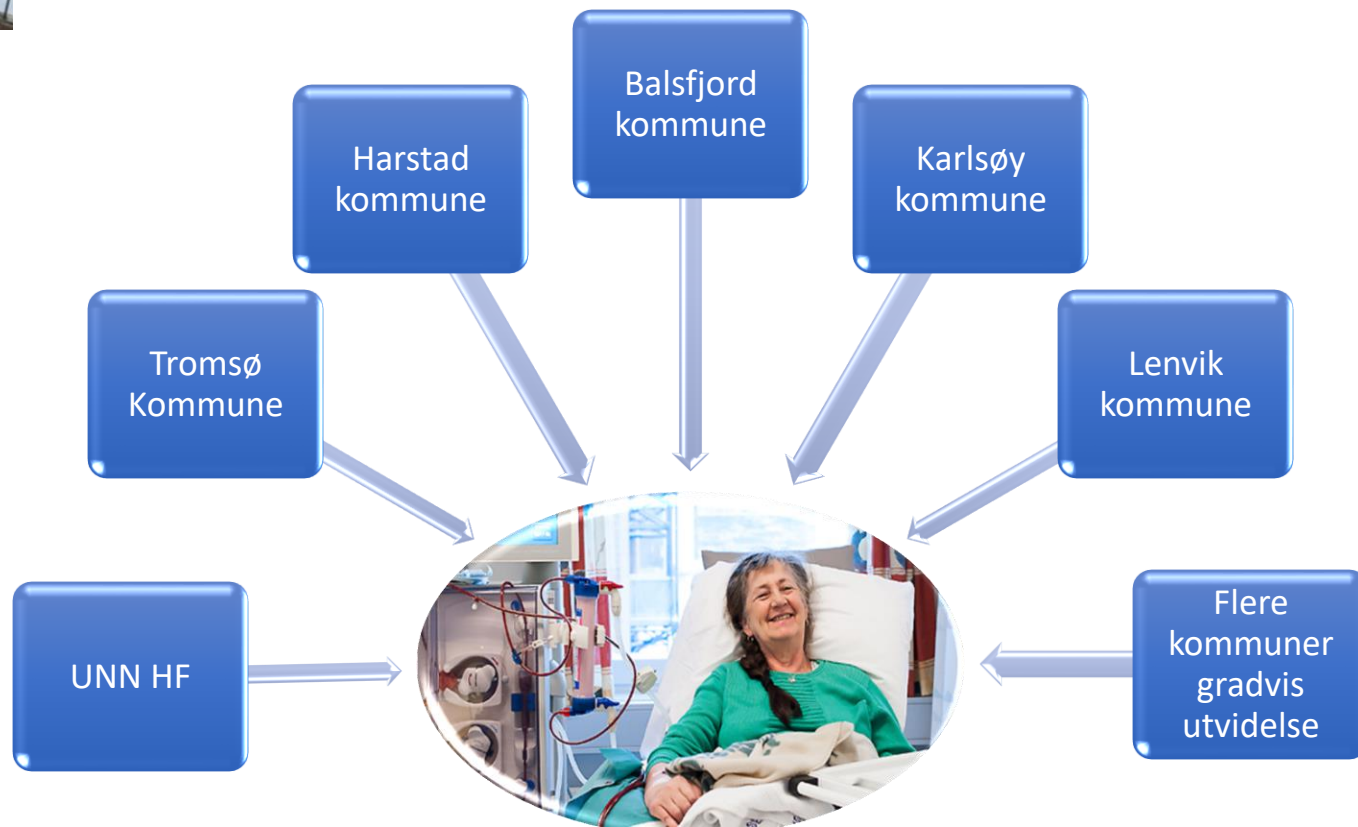 Balsfjord
kommune
Harstad
kommune
Karlsøy
kommune
Tromsø
Kommune
Lenvik
kommune
UNN HF
Flere
kommuner
gradvis
utvidelse